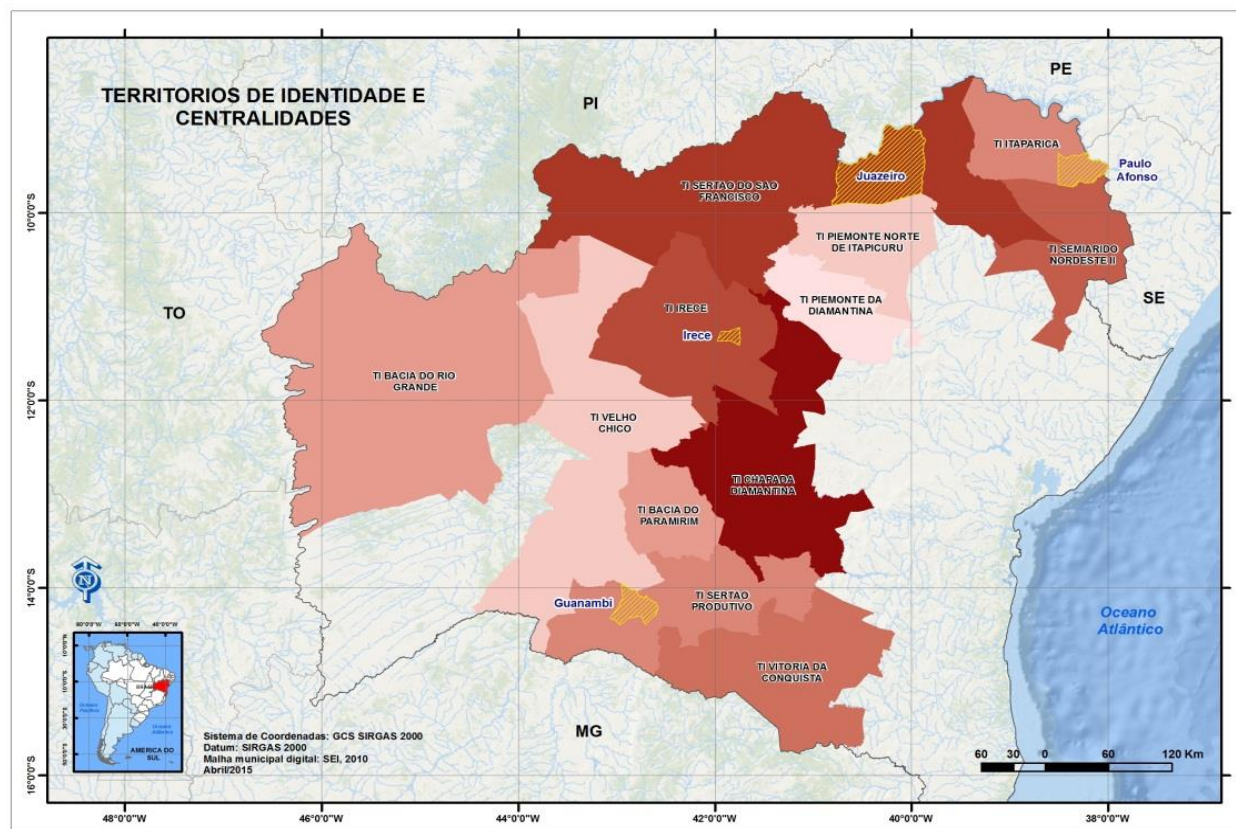 TERRITORIOS DE IDENTIDADE E
CENTRALIDADES
PI
PE
TO
SE
MG
TI ITAPARICA
Paulo
Afonso
Juazeiro
TI SERTAO DO SAO
FRANCISCO
TI PIEMONTE NORTE
DE ITAPICURU
TI SEMIARIDO
NORDESTE II
TI PIEMONTE DA
DIAMANTINA
TI IRECE
Irece
TI BACIA DO RIO
GRANDE
TI VELHO
CHICO
TI CHAPADA
DIAMANTINA
TI BACIA DO
PARAMIRIM
Guanambi
TI SERTAO
PRODUTIVO
TI VITORIA DA
CONQUISTA
Oceano
Atlântico
10°0'0"S
12°0'0"S
14°0'0"S
16°0'0"S
N
AMERICA DO
SUL
Sistema de Coordenadas: GCS SIRGAS 2000
Datum: SIRGAS 2000
Malha municipal digital: SEI, 2010
Abril/2015
60 30 0 60 120 Km
48°0'0"W 46°0'0"W 44°0'0"W 42°0'0"W 40°0'0"W 38°0'0"W